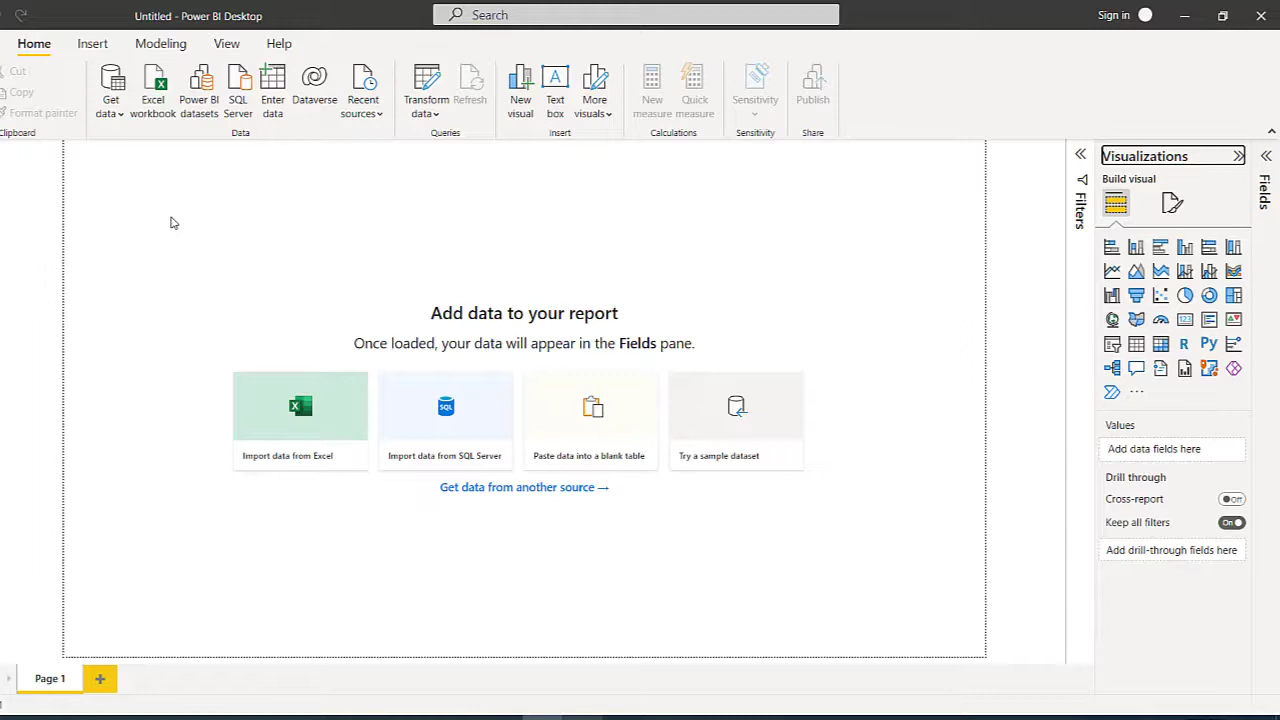 Untitled - Power BI Desktop
Search
Sign in
Home
Insert
Modeling
View
Help
Cut
Copy
Format painter
Clipboard
Get data
Excel workbook
Power BI datasets
SQL Server
Enter data
Dataverse
Recent sources
Data
Transform data
Refresh
Queries
New visual
Text box
More visuals
Insert
New measure
Quick measure
Calculations
Sensitivity
Sensitivity
Publish
Share
Add data to your report
Once loaded, your data will appear in the Fields pane.
Import data from Excel
SQL
Import data from SQL Server
Paste data into a blank table
Try a sample dataset
Get data from another source →
Filters
Visualizations
Build visual
123
R
Py
Values
Add data fields here
Drill through
Cross-report
Off
Keep all filters
On
Add drill-through fields here
Fields
Page 1